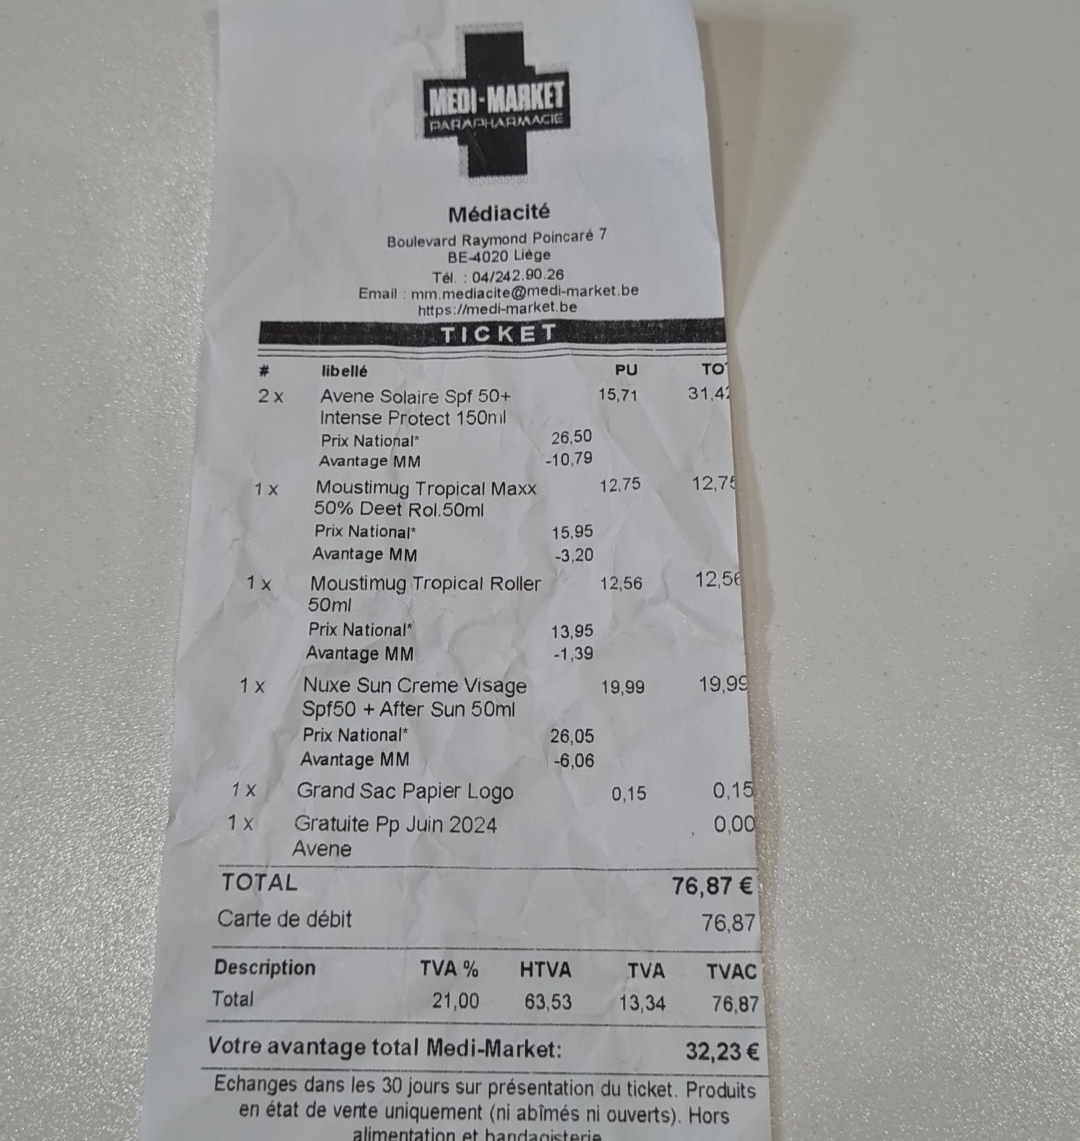 MEDI-MARKET
PARAPHARMACIE
Médiacité
Boulevard Raymond Poincaré 7
BE-4020 Liège
Tél. : 04/242.90.26
Email : mm.mediacite@medi-market.be
https://medi-market.be
TICKET
# libellé PU TOT
2 x Avene Solaire Spf 50+ 15,71 31,42
Intense Protect 150ml
Prix National* 26,50
Avantage MM -10,79
1 x Moustimug Tropical Maxx 12,75 12,75
50% Deet Rol.50ml
Prix National* 15,95
Avantage MM -3,20
1 x Moustimug Tropical Roller 12,56 12,56
50ml
Prix National* 13,95
Avantage MM -1,39
1 x Nuxe Sun Creme Visage 19,99 19,99
Spf50 + After Sun 50ml
Prix National* 26,05
Avantage MM -6,06
1 x Grand Sac Papier Logo 0,15 0,15
1 x Gratuite Pp Juin 2024 0,00
Avene
TOTAL 76,87 €
Carte de débit 76,87
Description TVA % HTVA TVA TVAC
Total 21,00 63,53 13,34 76,87
Votre avantage total Medi-Market: 32,23 €
Echanges dans les 30 jours sur présentation du ticket. Produits
en état de vente uniquement (ni abîmés ni ouverts). Hors
alimentation et bandagisterie